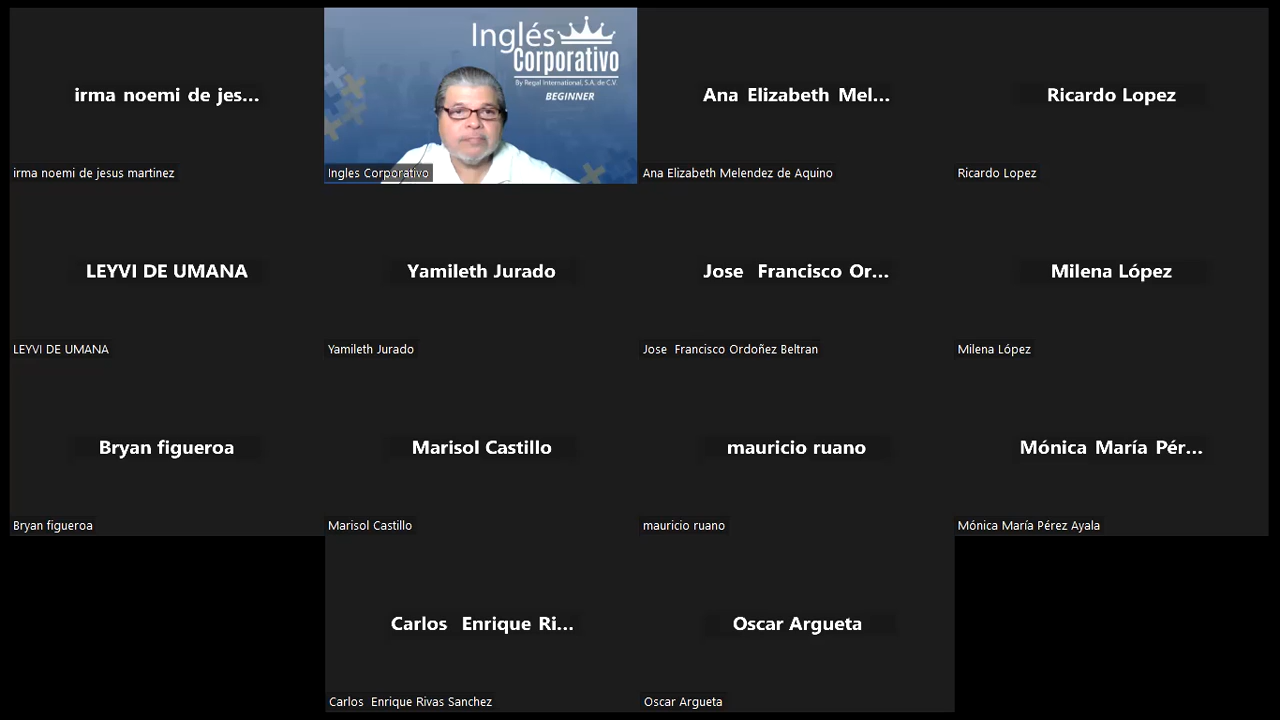 irma noemi de jes...
irma noemi de jesus martinez
Inglés
Corporativo
By Regal International, S.A. de C.V.
BEGINNER
Ingles Corporativo
Ana Elizabeth Mel...
Ana Elizabeth Melendez de Aquino
Ricardo Lopez
Ricardo Lopez
LEYVI DE UMANA
LEYVI DE UMANA
Yamileth Jurado
Yamileth Jurado
Jose Francisco Or...
Jose Francisco Ordoñez Beltran
Milena López
Milena López
Bryan figueroa
Bryan figueroa
Marisol Castillo
Marisol Castillo
mauricio ruano
mauricio ruano
Mónica María Pér...
Mónica María Pérez Ayala
Carlos Enrique Ri...
Carlos Enrique Rivas Sanchez
Oscar Argueta
Oscar Argueta